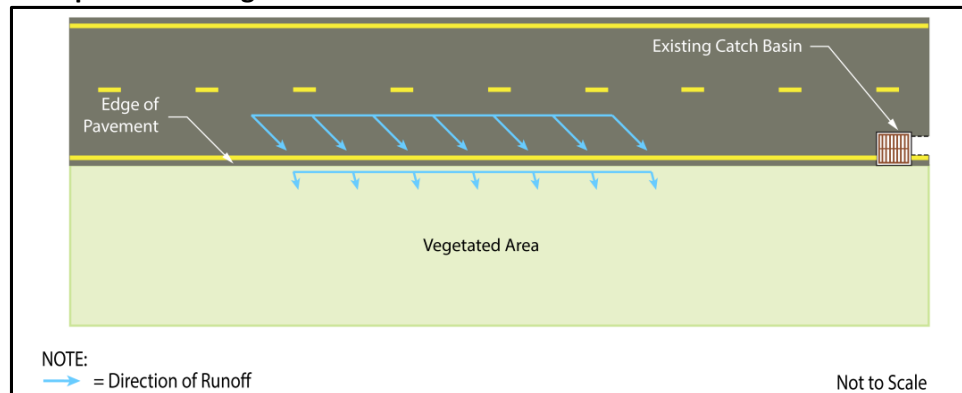 Existing Catch Basin
Edge of
Pavement
Vegetated Area
NOTE:
= Direction of Runoff
Not to Scale